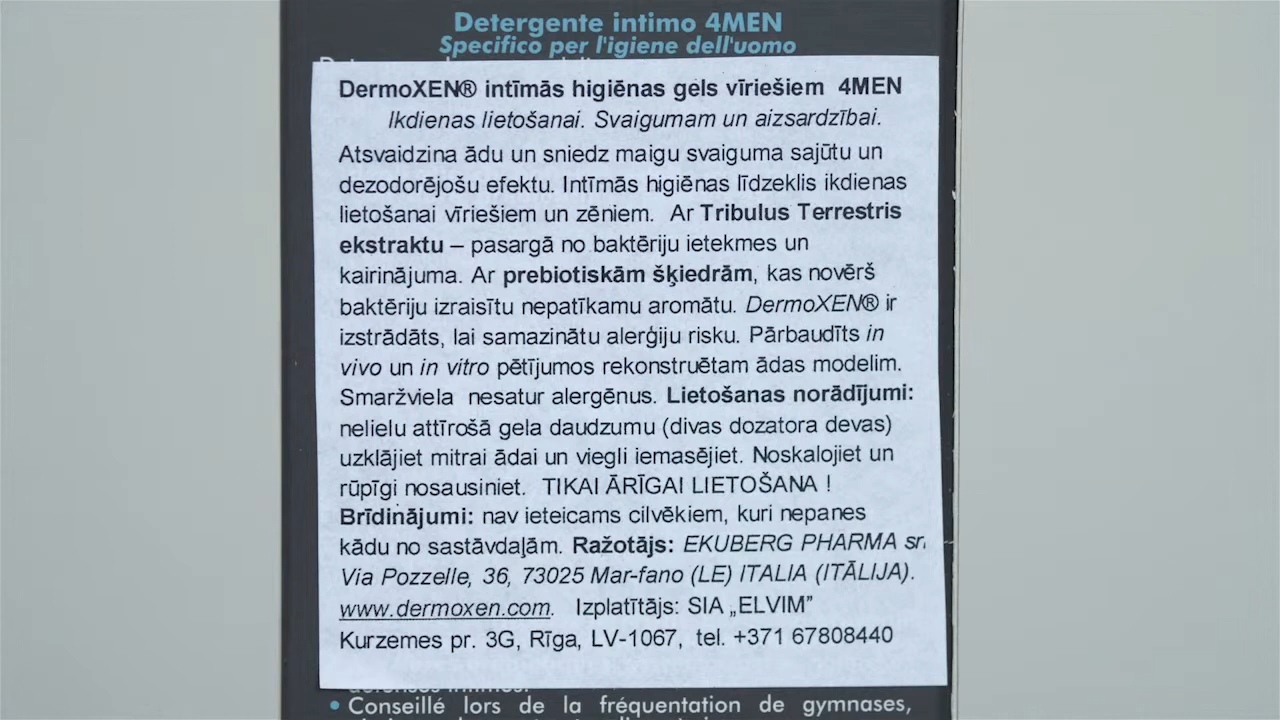 Detergente intimo 4MEN
Specifico per l'igiene dell'uomo
DermoXEN® intīmās higiēnas gels vīriešiem 4MEN
Ikdienas lietošanai. Svaigumam un aizsardzībai.
Atsvaidzina ādu un sniedz maigu svaiguma sajūtu un
dezodorējošu efektu. Intīmās higiēnas līdzeklis ikdienas
lietošanai vīriešiem un zēniem. Ar Tribulus Terrestris
ekstraktu – pasargā no baktēriju ietekmes un
kairinājuma. Ar prebiotiskām šķiedrām, kas novērš
baktēriju izraisītu nepatīkamu aromātu. DermoXEN® ir
izstrādāts, lai samazinātu alerģiju risku. Pārbaudīts in
vivo un in vitro pētījumos rekonstruētam ādas modelim.
Smaržviela nesatur alergēnus. Lietošanas norādījumi:
nelielu attīrošā gela daudzumu (divas dozatora devas)
uzklājiet mitrai ādai un viegli iemasējiet. Noskalojiet un
rūpīgi nosausiniet. TIKAI ĀRĪGAI LIETOŠANA !
Brīdinājumi: nav ieteicams cilvēkiem, kuri nepanes
kādu no sastāvdaļām. Ražotājs: EKUBERG PHARMA
Via Pozzelle, 36, 73025 Mar-fano (LE) ITALIA (ITĀLIJA).
www.dermoxen.com. Izplatītājs: SIA „ELVIM”
Kurzemes pr. 3G, Rīga, LV-1067, tel. +371 67808440
• Conseillé lors de la fréquentation de gymnases,